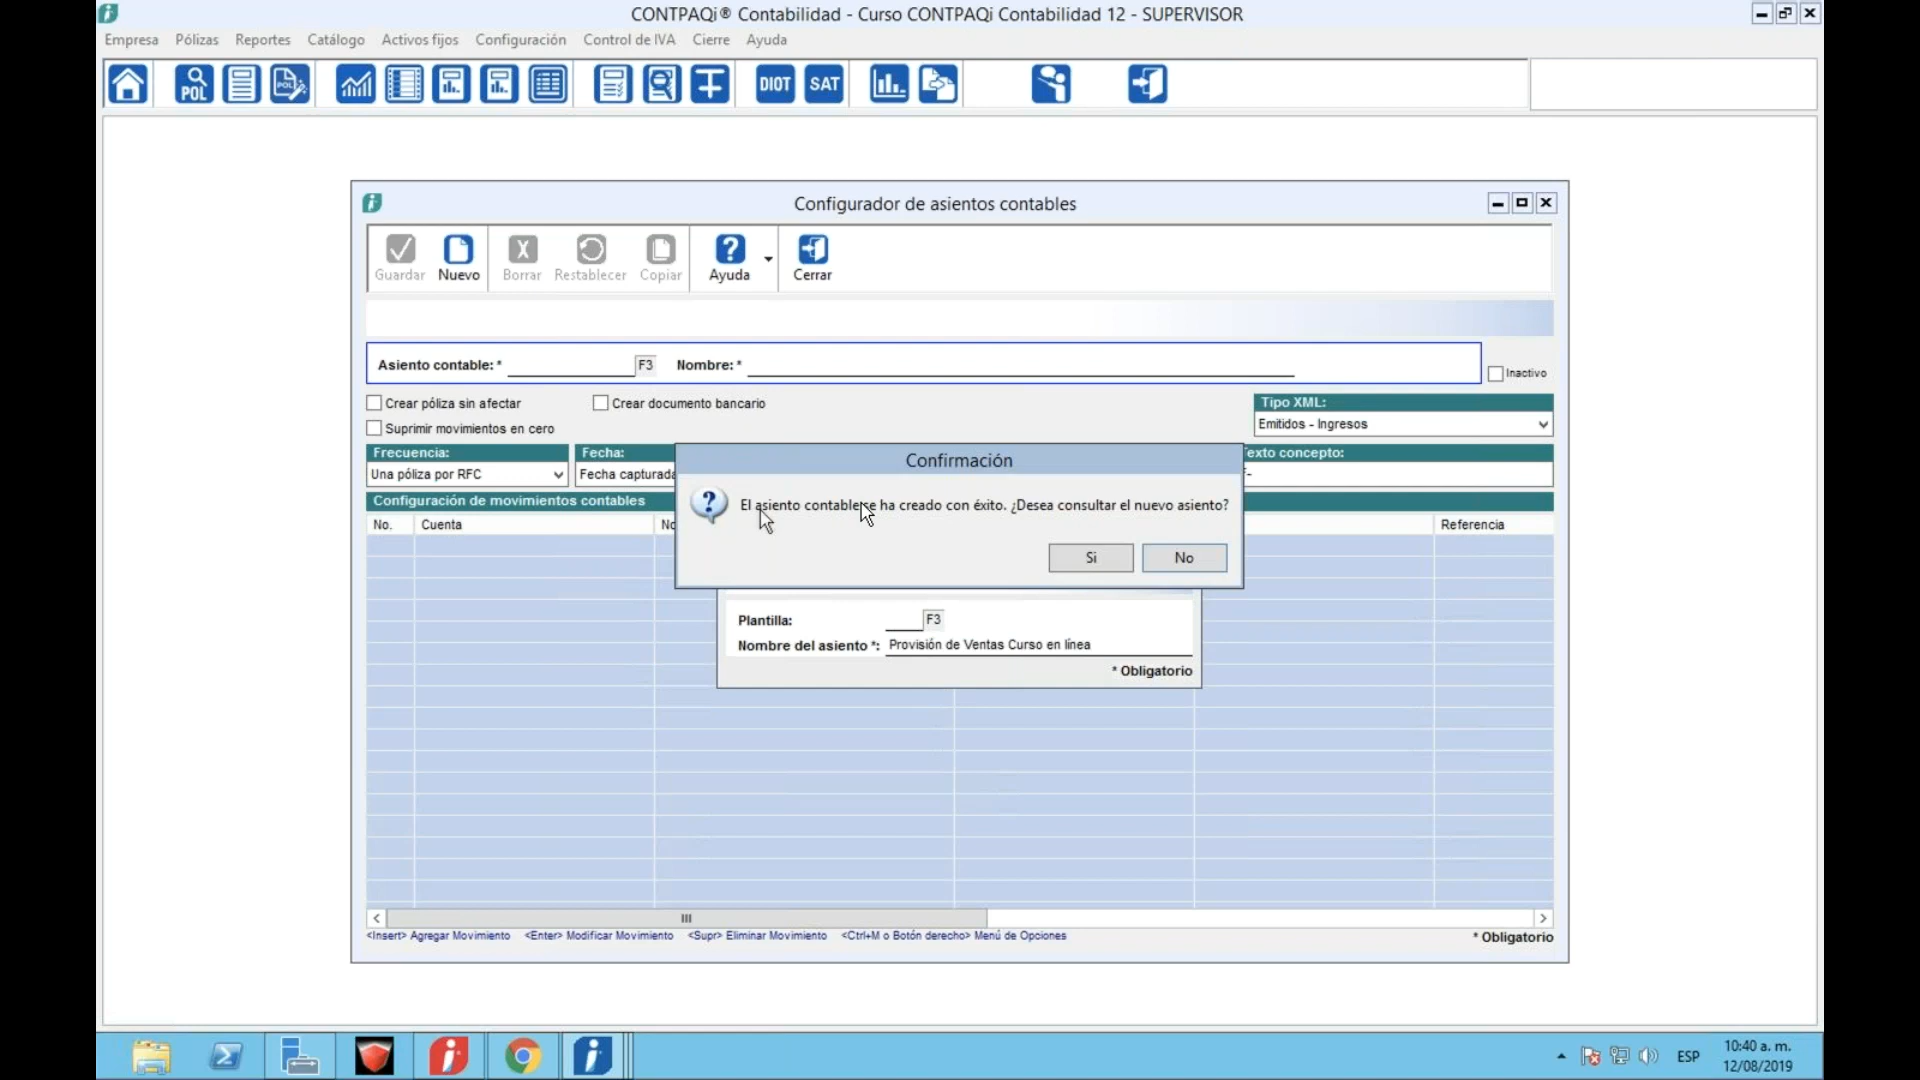 CONTPAQi® Contabilidad - Curso CONTPAQi Contabilidad 12 - SUPERVISOR
Empresa Pólizas Reportes Catálogo Activos fijos Configuración Control de IVA Cierre Ayuda
POL POL DIOT SAT
Configurador de asientos contables
Guardar Nuevo Borrar Restablecer Copiar Ayuda Cerrar
Asiento contable: * F3 Nombre: * Inactivo
Crear póliza sin afectar Crear documento bancario Tipo XML:
Emitidos - Ingresos
Suprimir movimientos en cero
Frecuencia: Fecha: Texto concepto:
Una póliza por RFC Fecha capturada
Configuración de movimientos contables
No. Cuenta No Referencia
Confirmación
El asiento contable se ha creado con éxito. ¿Desea consultar el nuevo asiento?
Si No
Plantilla: F3
Nombre del asiento *: Provisión de Ventas Curso en línea
* Obligatorio
<Insert> Agregar Movimiento <Enter> Modificar Movimiento <Supr> Eliminar Movimiento <Ctrl+M o Botón derecho> Menú de Opciones
* Obligatorio
ESP 10:40 a. m.
12/08/2019